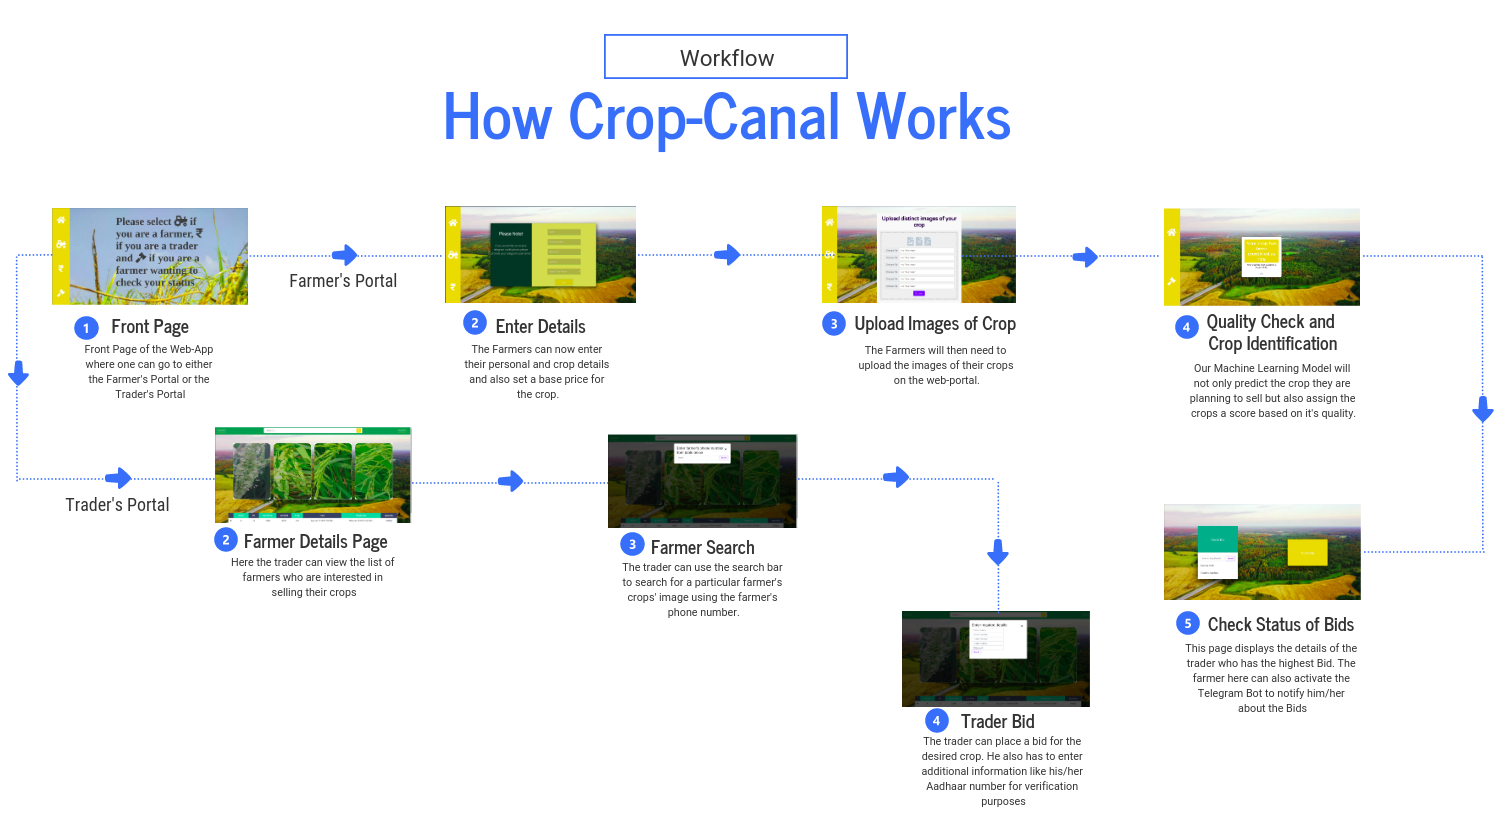 Workflow
How Crop-Canal Works
Please select if
you are a farmer,
if you are a trader
and if you are a
farmer wanting to
check your status
Farmer's Portal
1 Front Page
Front Page of the Web-App
where one can go to either
the Farmer's Portal or the
Trader's Portal
Please Note!
2 Enter Details
The Farmers can now enter
their personal and crop details
and also set a base price for
the crop.
Upload distinct images of your
crop
3 Upload Images of Crop
The Farmers will then need to
upload the images of their crops
on the web-portal.
4 Quality Check and
Crop Identification
Our Machine Learning Model will
not only predict the crop they are
planning to sell but also assign the
crops a score based on it's quality.
Trader's Portal
2 Farmer Details Page
Here the trader can view the list of
farmers who are interested in
selling their crops
3 Farmer Search
The trader can use the search bar
to search for a particular farmer's
crops' image using the farmer's
phone number.
4 Trader Bid
The trader can place a bid for the
desired crop. He also has to enter
additional information like his/her
Aadhaar number for verification
purposes
5 Check Status of Bids
This page displays the details of the
trader who has the highest Bid. The
farmer here can also activate the
Telegram Bot to notify him/her
about the Bids